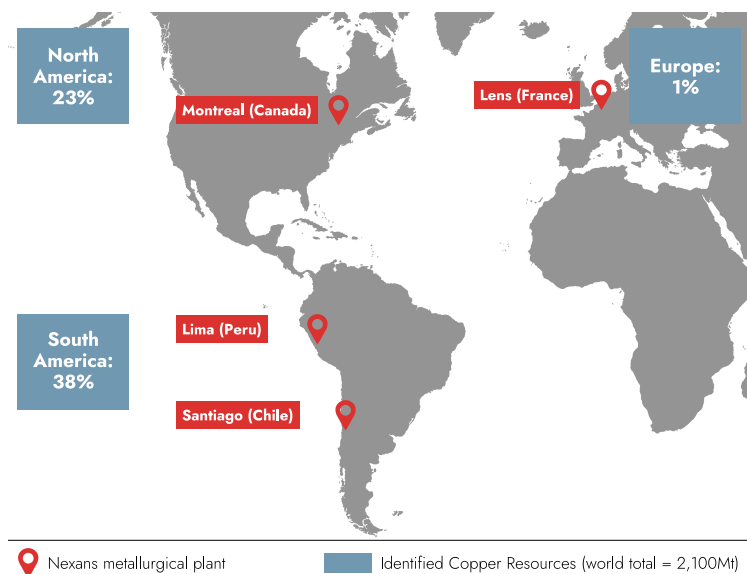 North
America:
23%
Europe:
1%
Lens (France)
Montreal (Canada)
South
America:
38%
Lima (Peru)
Santiago (Chile)
Nexans metallurgical plant
Identified Copper Resources (world total = 2,100Mt)